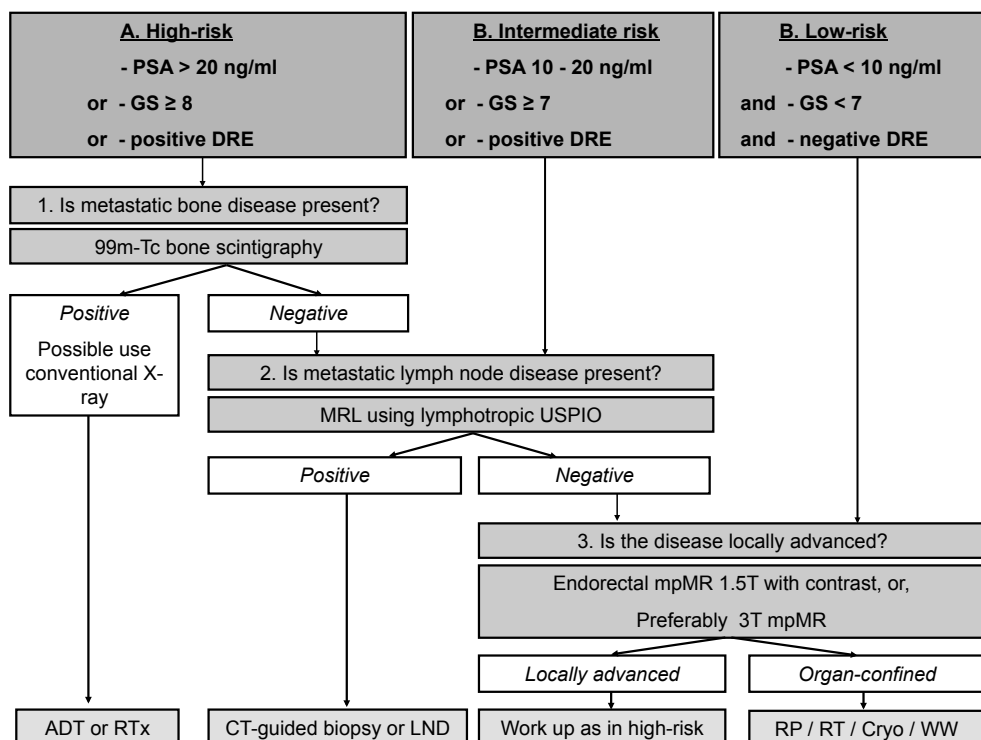 A. High-risk
- PSA > 20 ng/ml
or - GS ≥ 8
or - positive DRE
B. Intermediate risk
- PSA 10 - 20 ng/ml
or - GS ≥ 7
or - positive DRE
B. Low-risk
- PSA < 10 ng/ml
and - GS < 7
and - negative DRE
1. Is metastatic bone disease present?
99m-Tc bone scintigraphy
Positive
Possible use
conventional X-
ray
Negative
2. Is metastatic lymph node disease present?
MRL using lymphotropic USPIO
Positive
Negative
3. Is the disease locally advanced?
Endorectal mpMR 1.5T with contrast, or,
Preferably 3T mpMR
Locally advanced
Organ-confined
ADT or RTx
CT-guided biopsy or LND
Work up as in high-risk
RP / RT / Cryo / WW